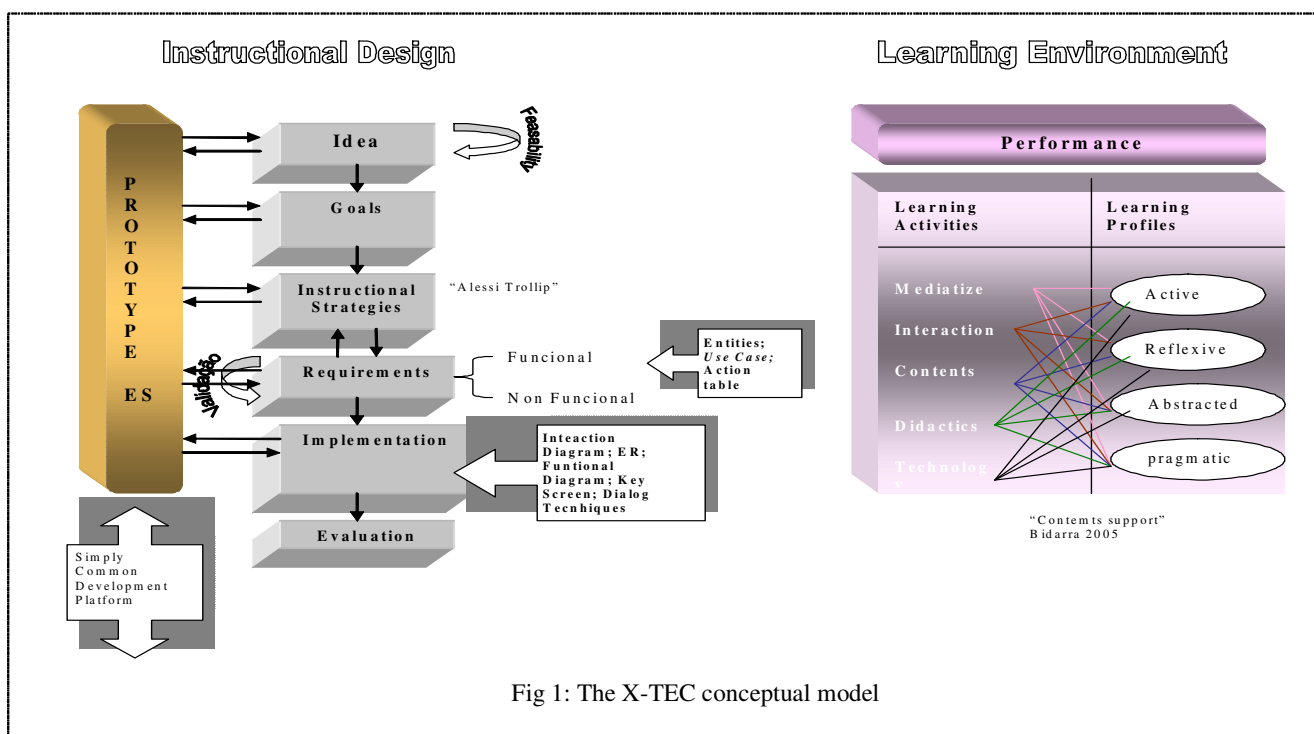 Instructional Design
Learning Environment
PROTOTYPE
ES
Idea
Feasability
Goals
Instructional
Strategies
“Alessi Trollip”
Validação
Requirements
Funcional
Non Funcional
Entities;
Use Case;
Action
table
Implementation
Inteaction
Diagram; ER;
Funtional
Diagram; Key
Screen; Dialog
Tecnhiques
Evaluation
Simply
Common
Development
Platform
Performance
Learning
Activities
Learning
Profiles
Mediatize
Interaction
Contents
Didactics
Technolog
y
Active
Reflexive
Abstracted
pragmatic
“Contemts support”
Bidarra 2005
Fig 1: The X-TEC conceptual model